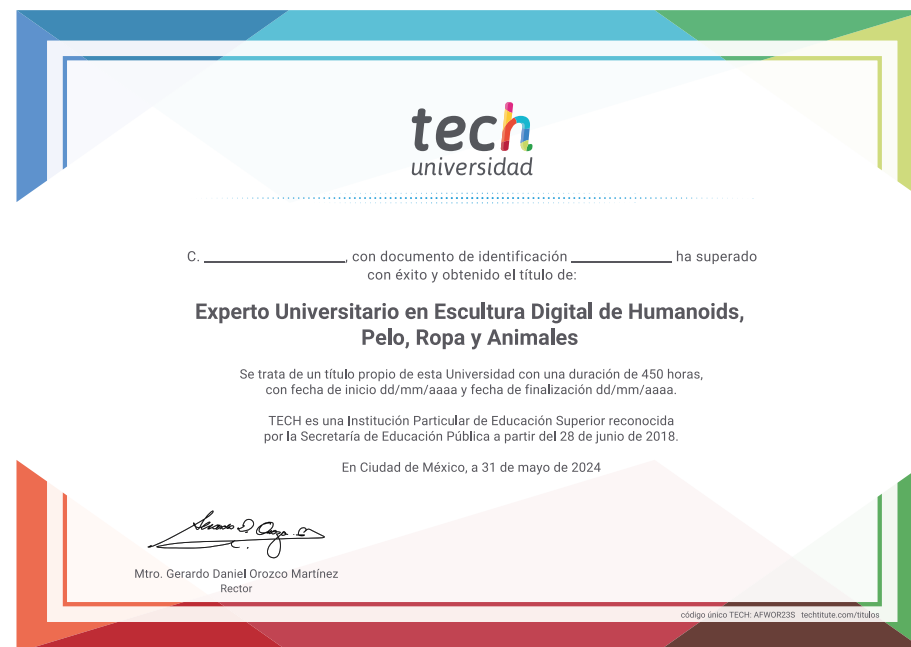 tech
universidad
C. ____________, con documento de identificación ____________ ha superado
con éxito y obtenido el título de:
Experto Universitario en Escultura Digital de Humanoids,
Pelo, Ropa y Animales
Se trata de un título propio de esta Universidad con una duración de 450 horas,
con fecha de inicio dd/mm/aaaa y fecha de finalización dd/mm/aaaa.
TECH es una Institución Particular de Educación Superior reconocida
por la Secretaría de Educación Pública a partir del 28 de junio de 2018.
En Ciudad de México, a 31 de mayo de 2024
Mtro. Gerardo Daniel Orozco Martínez
Rector
código único TECH: AFWOR23S techtitute.com/titulos